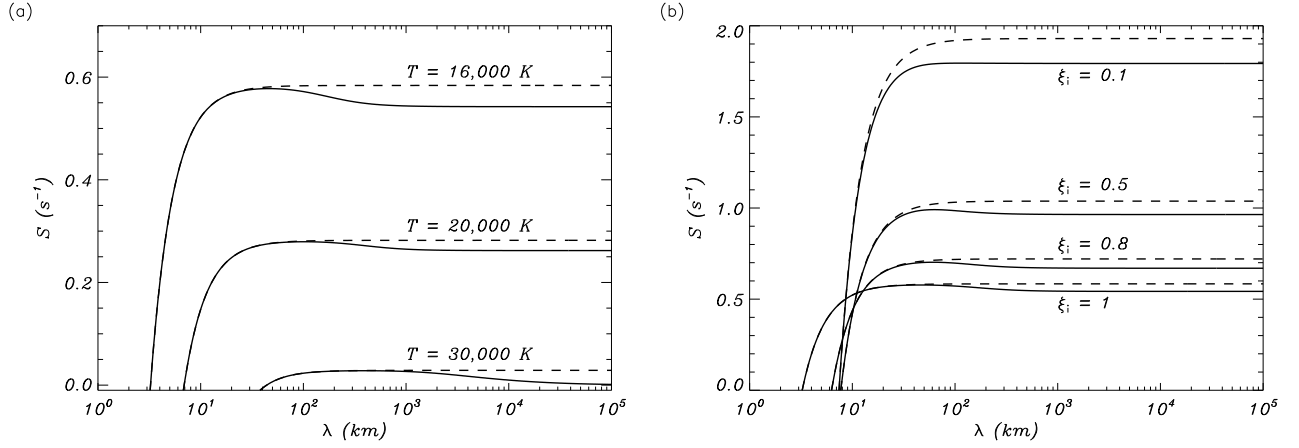 (a)
0.6
0.4
0.2
0.0
S (s⁻¹)
T = 16,000 K
T = 20,000 K
T = 30,000 K
10⁰ 10¹ 10² 10³ 10⁴ 10⁵
λ (km)
(b)
2.0
1.5
1.0
0.5
0.0
S (s⁻¹)
ξᵢ = 0.1
ξᵢ = 0.5
ξᵢ = 0.8
ξᵢ = 1
10⁰ 10¹ 10² 10³ 10⁴ 10⁵
λ (km)